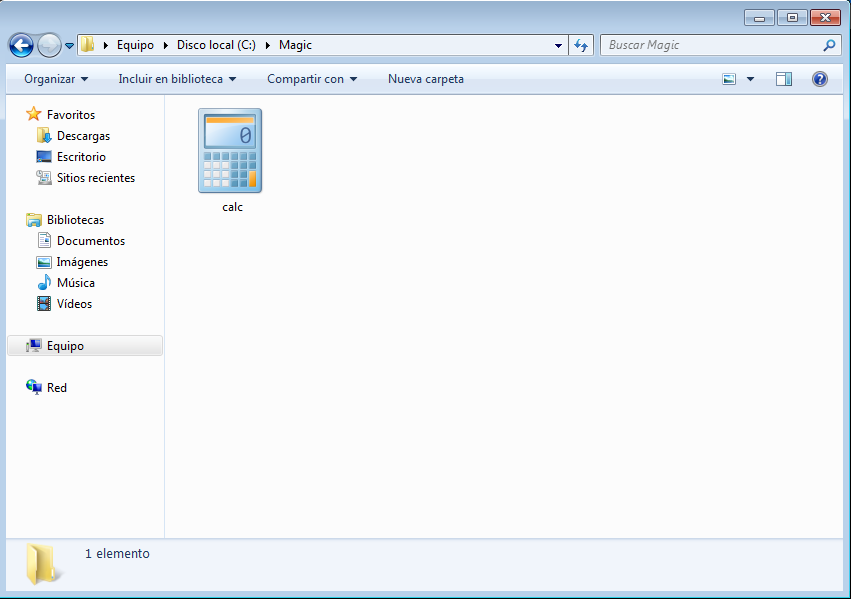 Equipo Disco local (C:) Magic Buscar Magic
Organizar Incluir en biblioteca Compartir con Nueva carpeta
Favoritos
Descargas
Escritorio
Sitios recientes
Bibliotecas
Documentos
Imágenes
Música
Vídeos
Equipo
Red
0
calc
1 elemento